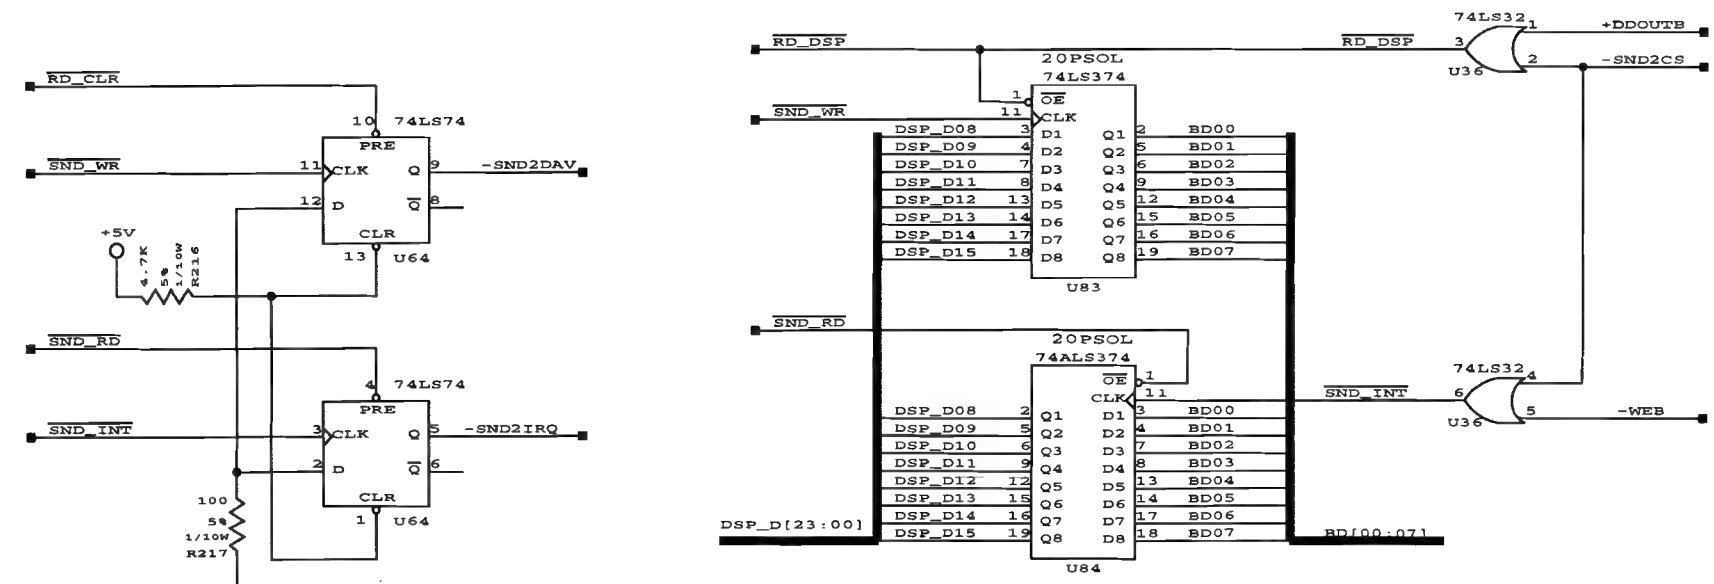 RD_CLR
10 74LS74
PRE
SND_WR 11 CLK Q 9 -SND2DAV
12 D Q 8
CLR
13 U64
+5V
4.7K
5%
1/10W
R216
SND_RD
4 74LS74
PRE
SND_INT 3 CLK Q 5 -SND2IRQ
2 D Q 6
CLR
1 U64
100
5%
1/10W
R217
RD_DSP
20PSOL
74LS374
1 OE
SND_WR 11 CLK
DSP_D08 3 D1 Q1 2 BD00
DSP_D09 4 D2 Q2 5 BD01
DSP_D10 7 D3 Q3 6 BD02
DSP_D11 8 D4 Q4 9 BD03
DSP_D12 13 D5 Q5 12 BD04
DSP_D13 14 D6 Q6 15 BD05
DSP_D14 17 D7 Q7 16 BD06
DSP_D15 18 D8 Q8 19 BD07
U83
SND_RD
20PSOL
74ALS374
OE 1
CLK 11
DSP_D08 2 Q1 D1 3 BD00
DSP_D09 5 Q2 D2 4 BD01
DSP_D10 6 Q3 D3 7 BD02
DSP_D11 9 Q4 D4 8 BD03
DSP_D12 12 Q5 D5 13 BD04
DSP_D13 15 Q6 D6 14 BD05
DSP_D14 16 Q7 D7 17 BD06
DSP_D15 19 Q8 D8 18 BD07
U84
DSP_D[23:00]
BD[00:07]
74LS32
RD_DSP 3 1 +DDOUTB
U36 2 -SND2CS
74LS32
SND_INT 6 4
U36 5 -WEB